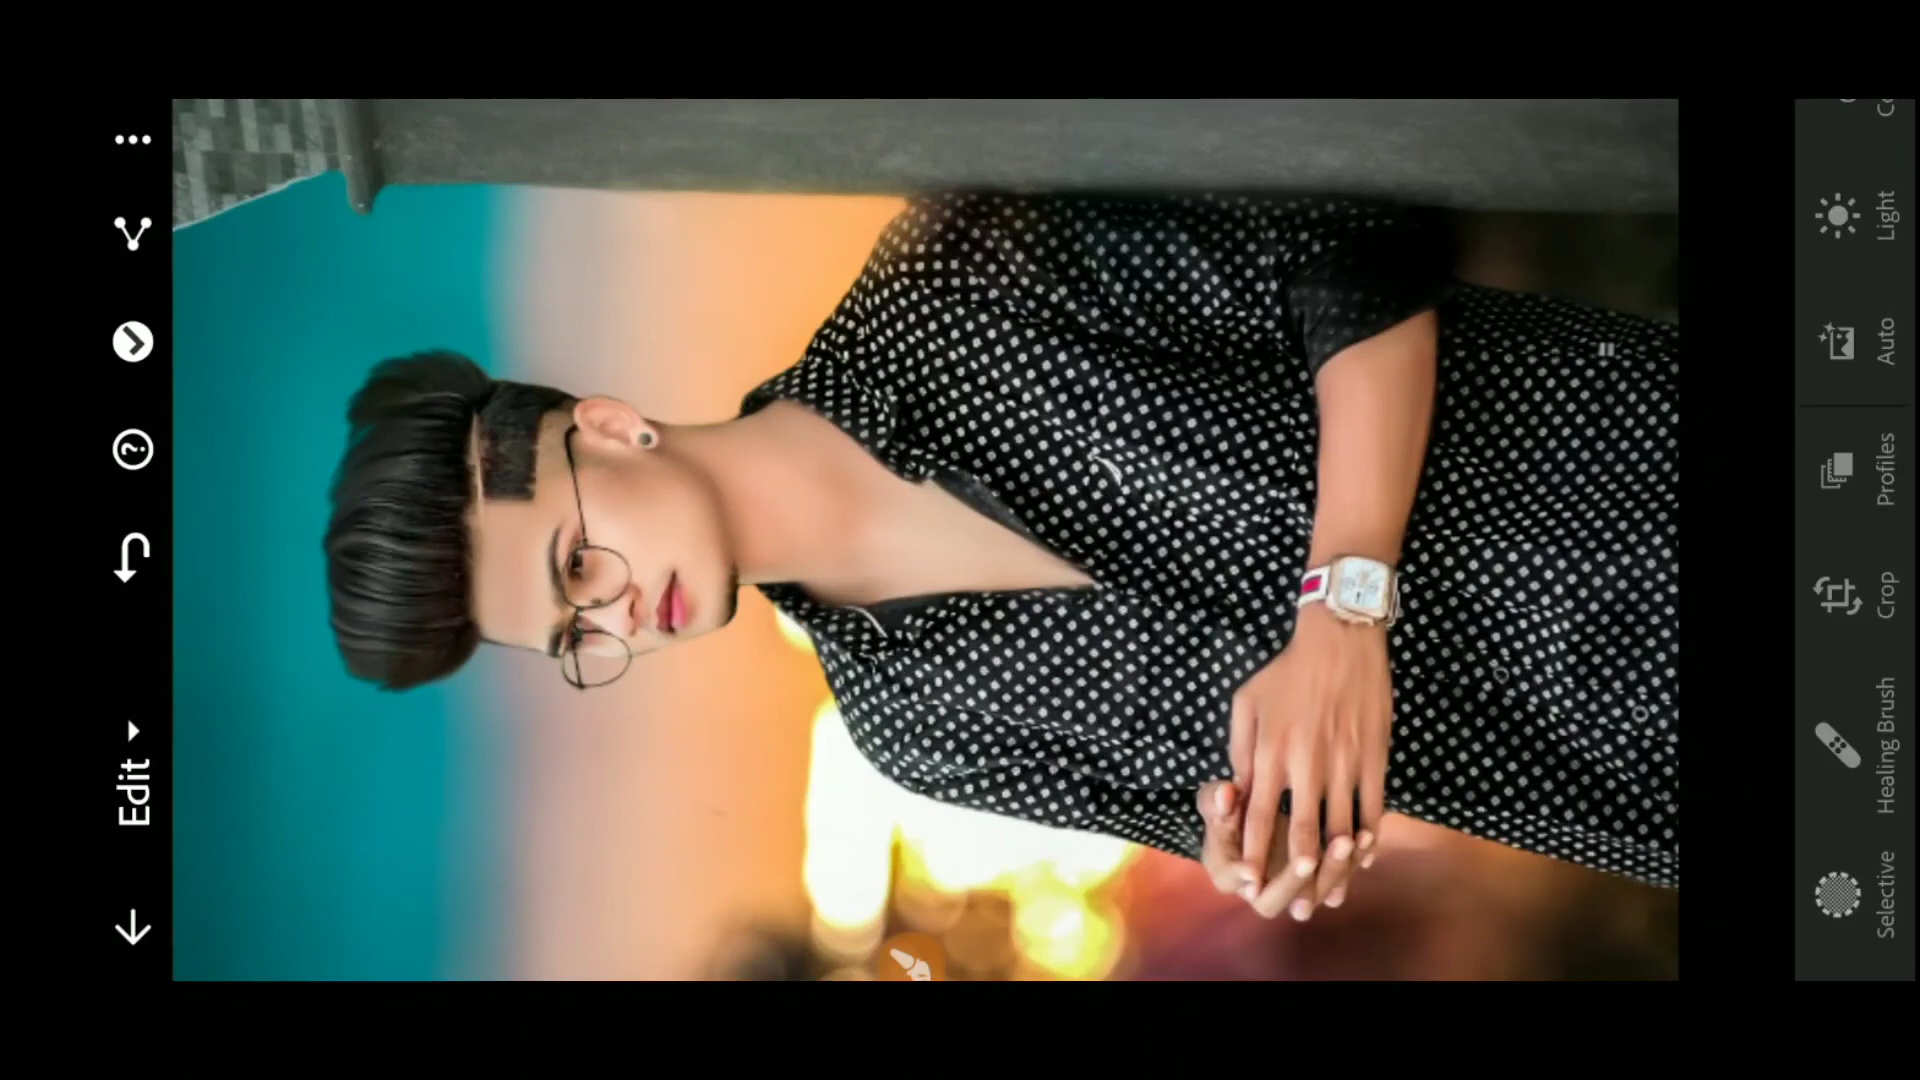 Edit
Selective
Healing Brush
Crop
Profiles
Auto
Light